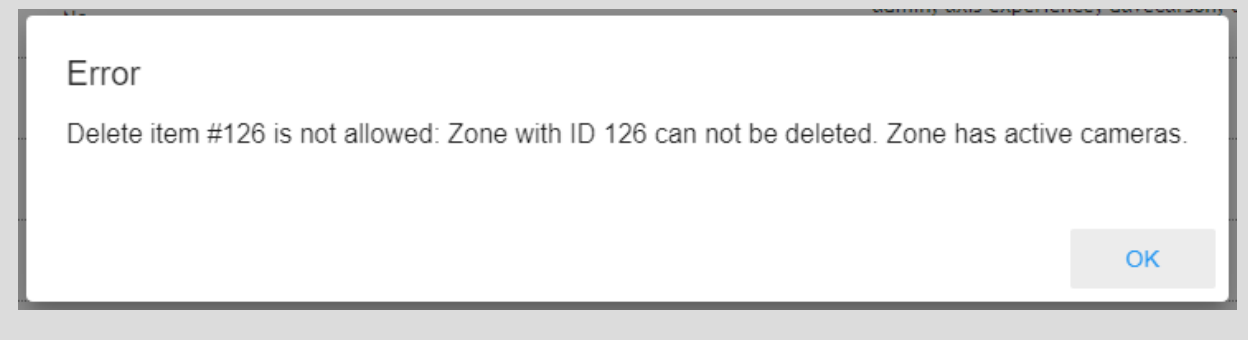 Error
Delete item #126 is not allowed: Zone with ID 126 can not be deleted. Zone has active cameras.
OK